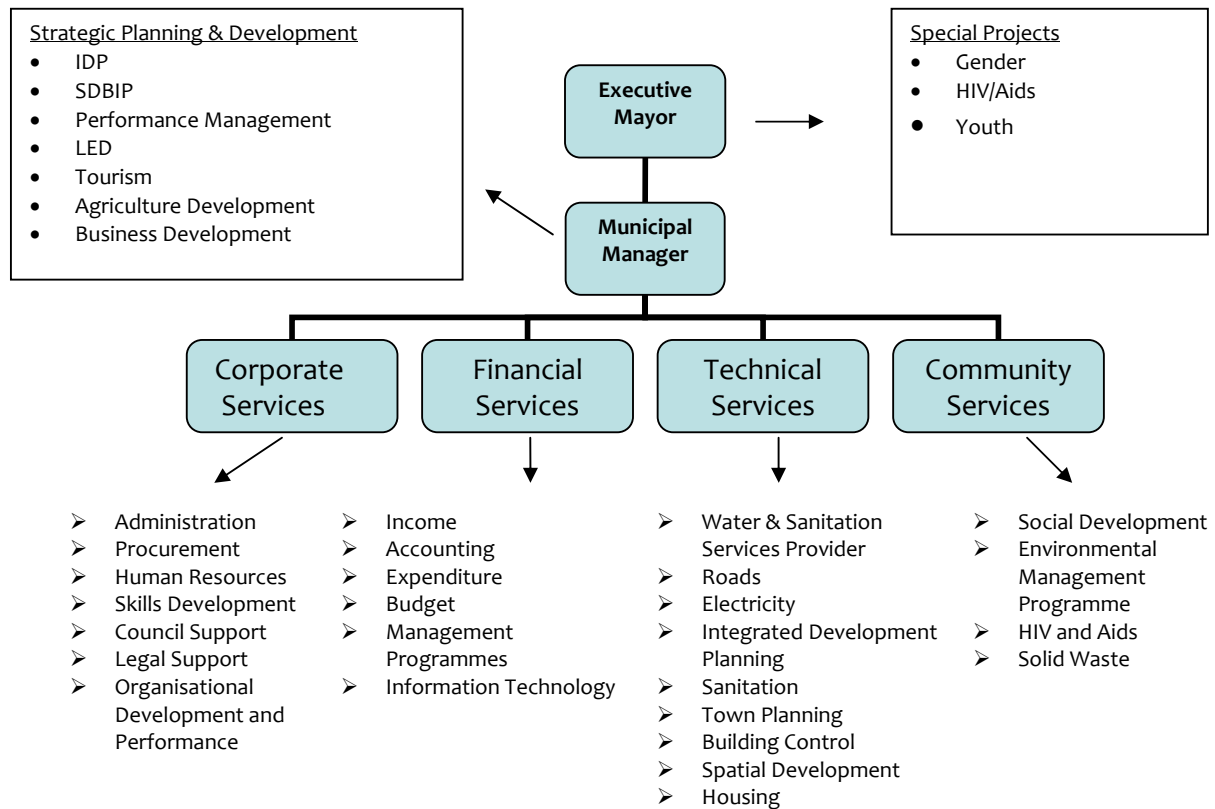 Strategic Planning & Development
• IDP
• SDBIP
• Performance Management
• LED
• Tourism
• Agriculture Development
• Business Development
Executive
Mayor
Special Projects
• Gender
• HIV/Aids
• Youth
Municipal
Manager
Corporate
Services
Financial
Services
Technical
Services
Community
Services
➢ Administration
➢ Procurement
➢ Human Resources
➢ Skills Development
➢ Council Support
➢ Legal Support
➢ Organisational
Development and
Performance
➢ Income
➢ Accounting
➢ Expenditure
➢ Budget
➢ Management
Programmes
➢ Information Technology
➢ Water & Sanitation
Services Provider
➢ Roads
➢ Electricity
➢ Integrated Development
Planning
➢ Sanitation
➢ Town Planning
➢ Building Control
➢ Spatial Development
➢ Housing
➢ Social Development
➢ Environmental
Management
Programme
➢ HIV and Aids
➢ Solid Waste